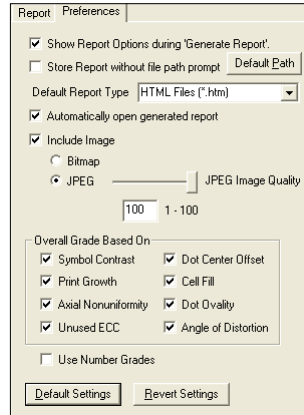 Report Preferences
Show Report Options during 'Generate Report'.
Store Report without file path prompt Default Path
Default Report Type HTML Files (*.htm)
Automatically open generated report
Include Image
Bitmap
JPEG JPEG Image Quality
100 1 - 100
Overall Grade Based On
Symbol Contrast Dot Center Offset
Print Growth Cell Fill
Axial Nonuniformity Dot Ovality
Unused ECC Angle of Distortion
Use Number Grades
Default Settings Revert Settings